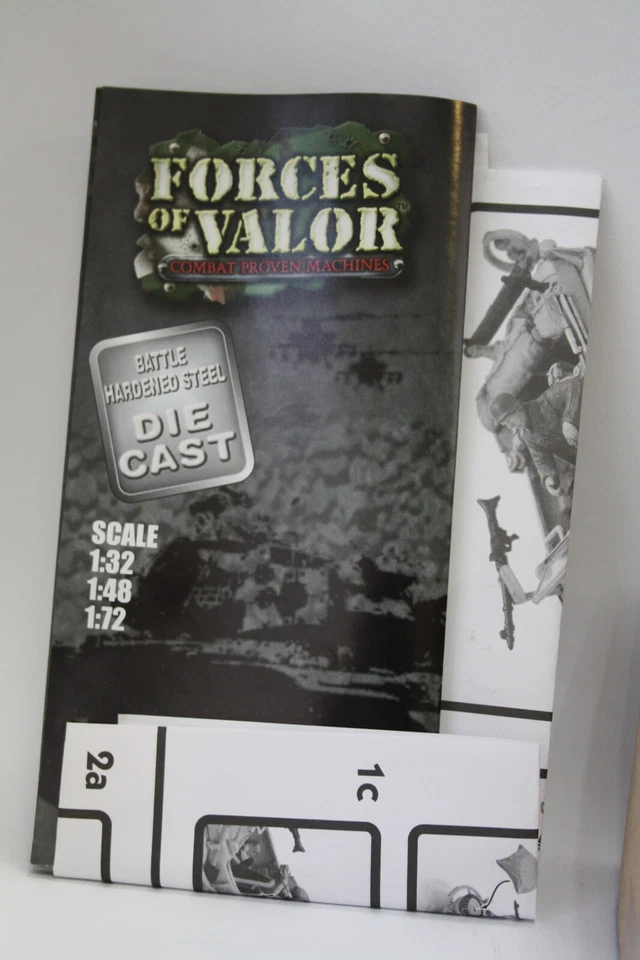 FORCES
OF VALOR™
COMBAT PROVEN MACHINES
BATTLE
HARDENED STEEL
DIE
CAST
SCALE
1:32
1:48
1:72
2a
1c